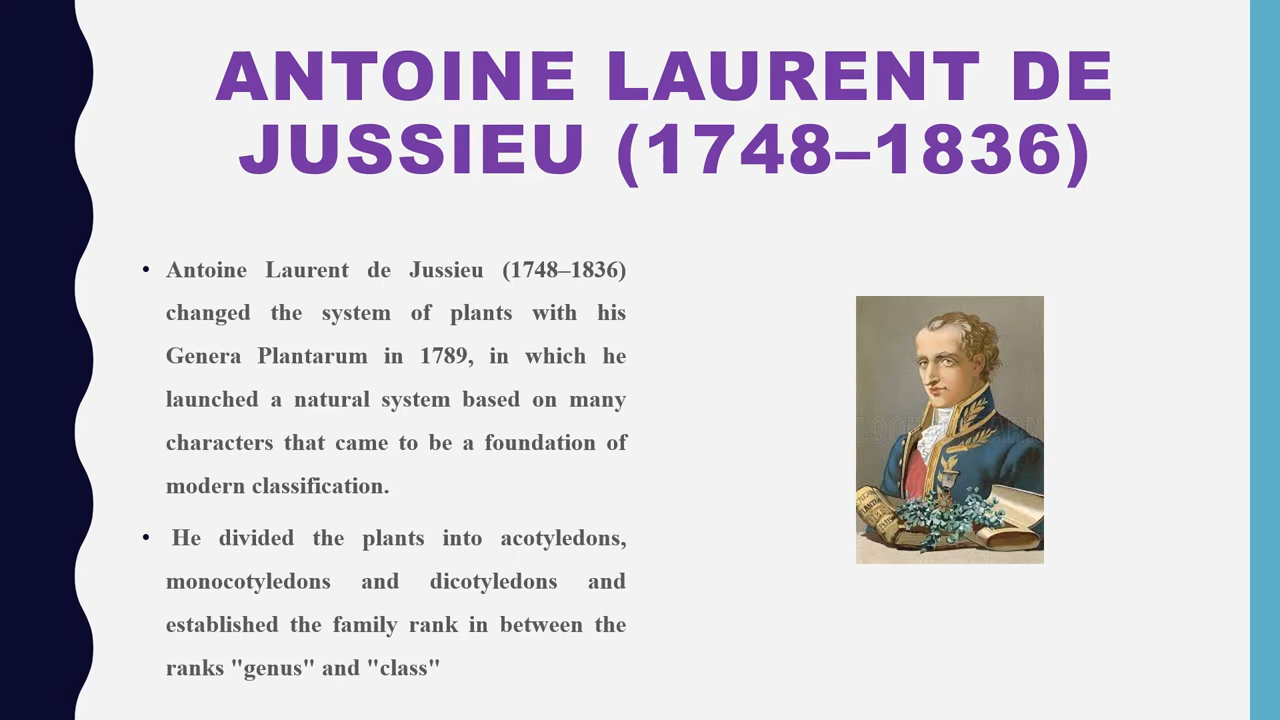 ANTOINE LAURENT DE
JUSSIEU (1748–1836)
• Antoine Laurent de Jussieu (1748–1836)
changed the system of plants with his
Genera Plantarum in 1789, in which he
launched a natural system based on many
characters that came to be a foundation of
modern classification.
• He divided the plants into acotyledons,
monocotyledons and dicotyledons and
established the family rank in between the
ranks "genus" and "class"